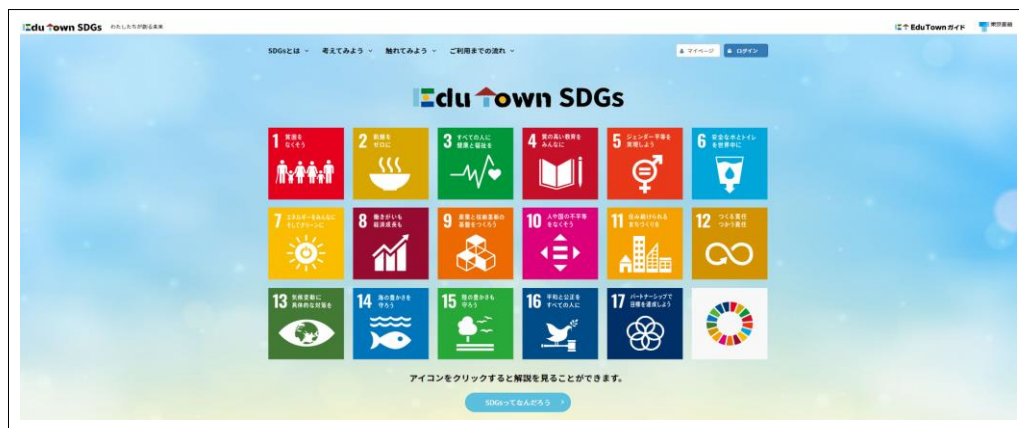 EduTown SDGs わたしたちが創る未来
EduTownガイド 東京書籍
SDGsとは 考えてみよう 触れてみよう ご利用までの流れ
マイページ ログイン
EduTown SDGs
1 貧困を
なくそう
2 飢餓を
ゼロに
3 すべての人に
健康と福祉を
4 質の高い教育を
みんなに
5 ジェンダー平等を
実現しよう
6 安全な水とトイレ
を世界中に
7 エネルギーをみんなに
そしてクリーンに
8 働きがいも
経済成長も
9 産業と技術革新の
基盤をつくろう
10 人や国の不平等
をなくそう
11 住み続けられる
まちづくりを
12 つくる責任
つかう責任
13 気候変動に
具体的な対策を
14 海の豊かさを
守ろう
15 陸の豊かさも
守ろう
16 平和と公正を
すべての人に
17 パートナーシップで
目標を達成しよう
アイコンをクリックすると解説を見ることができます。
SDGsってなんだろう